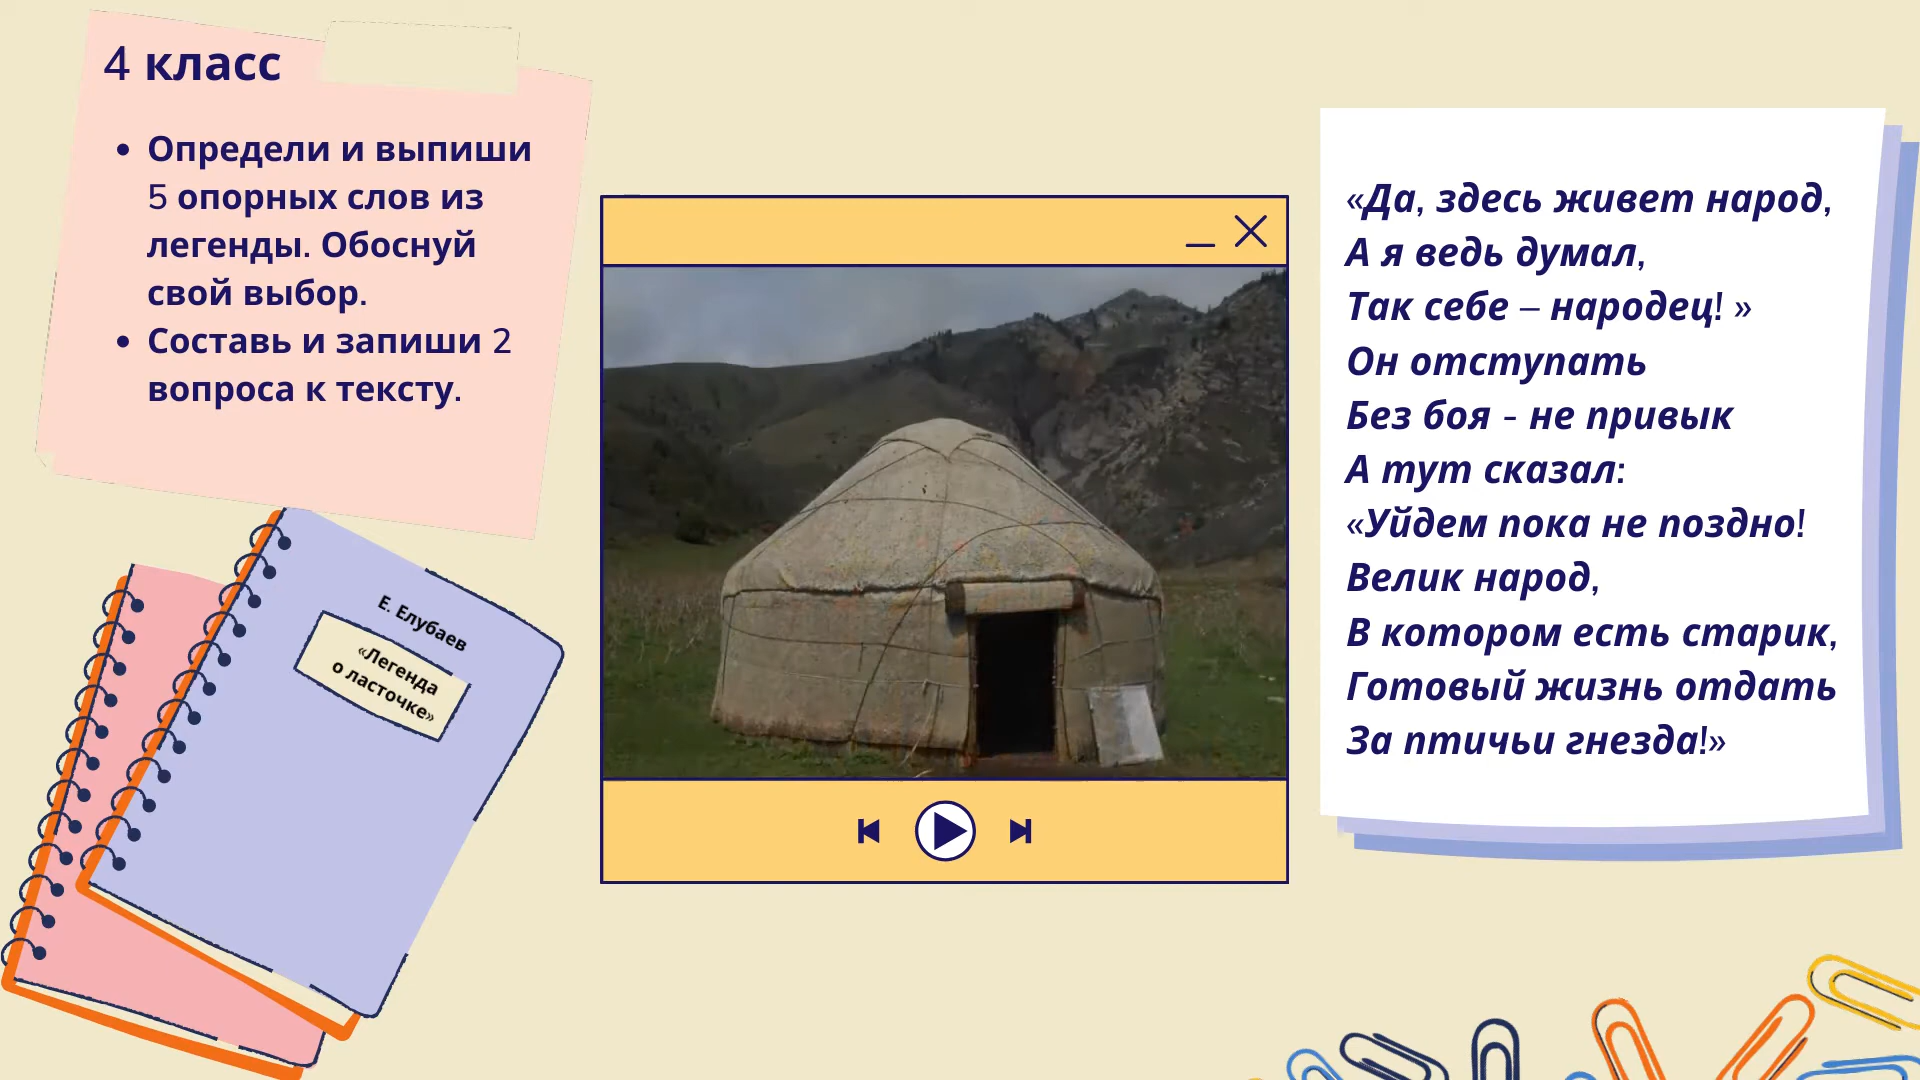 4 класс
• Определи и выпиши
5 опорных слов из
легенды. Обоснуй
свой выбор.
• Составь и запиши 2
вопроса к тексту.
Е. Елубаев
«Легенда
о ласточке»
«Да, здесь живет народ,
А я ведь думал,
Так себе – народец! »
Он отступать
Без боя - не привык
А тут сказал:
«Уйдем пока не поздно!
Велик народ,
В котором есть старик,
Готовый жизнь отдать
За птичьи гнезда!»